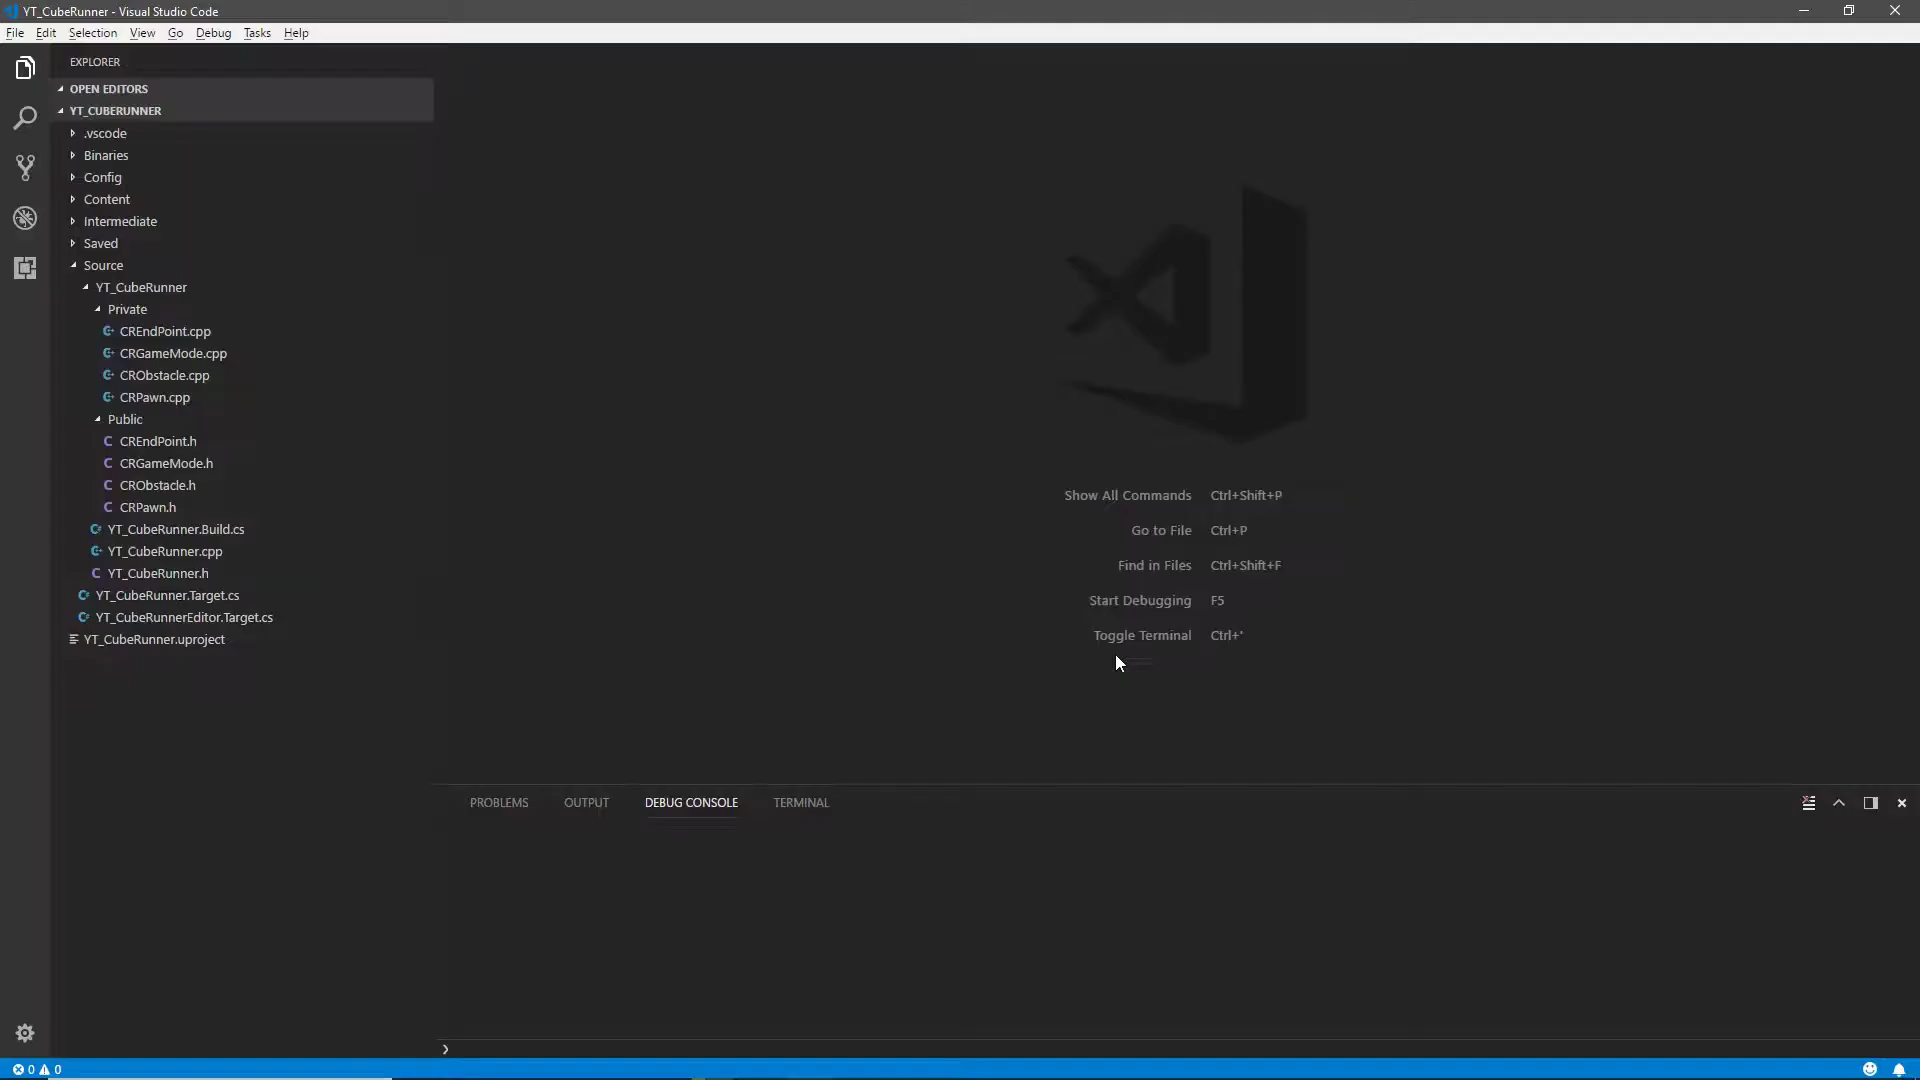 YT_CubeRunner - Visual Studio Code
File Edit Selection View Go Debug Tasks Help
EXPLORER
OPEN EDITORS
YT_CUBERUNNER
.vscode
Binaries
Config
Content
Intermediate
Saved
Source
YT_CubeRunner
Private
CREndPoint.cpp
CRGameMode.cpp
CRObstacle.cpp
CRPawn.cpp
Public
CREndPoint.h
CRGameMode.h
CRObstacle.h
CRPawn.h
YT_CubeRunner.Build.cs
YT_CubeRunner.cpp
YT_CubeRunner.h
YT_CubeRunner.Target.cs
YT_CubeRunnerEditor.Target.cs
YT_CubeRunner.uproject
Show All Commands Ctrl+Shift+P
Go to File Ctrl+P
Find in Files Ctrl+Shift+F
Start Debugging F5
Toggle Terminal Ctrl+'
PROBLEMS OUTPUT DEBUG CONSOLE TERMINAL
0 0